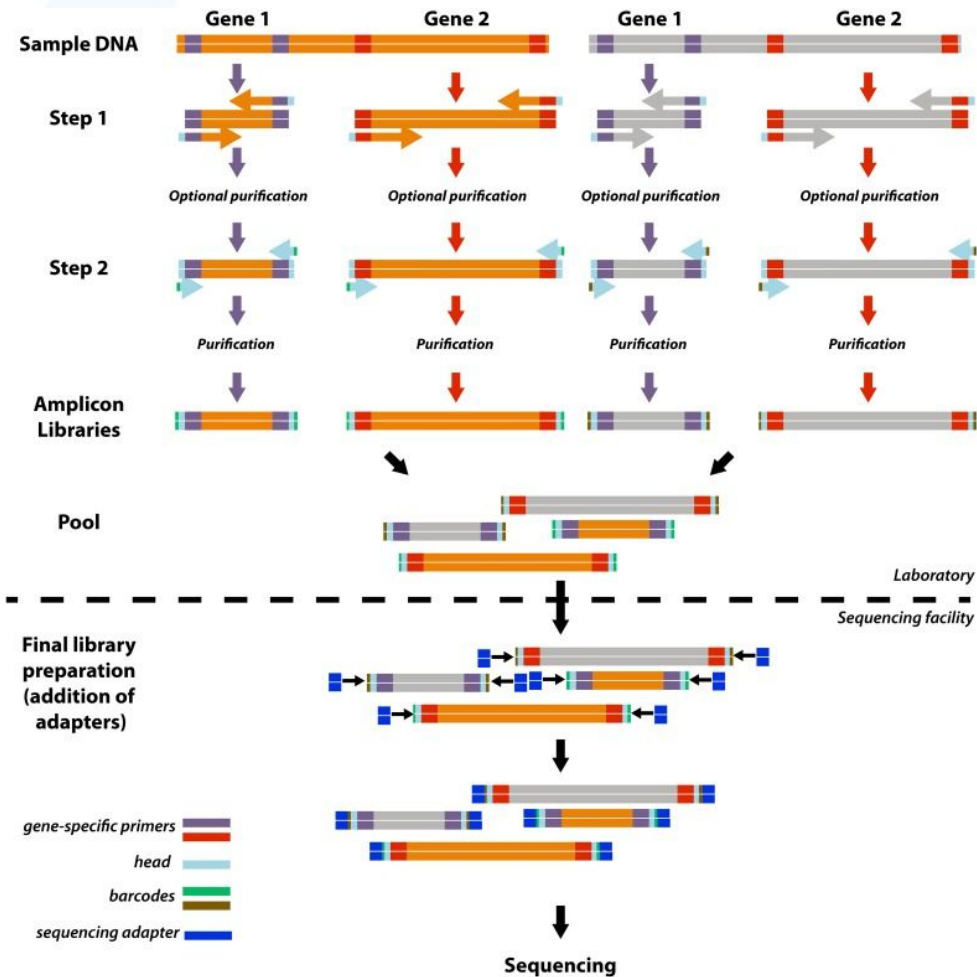 Gene 1 Gene 2 Gene 1 Gene 2
Sample DNA
Step 1
Optional purification Optional purification Optional purification Optional purification
Step 2
Purification Purification Purification Purification
Amplicon
Libraries
Pool
Laboratory
Sequencing facility
Final library
preparation
(addition of
adapters)
gene-specific primers
head
barcodes
sequencing adapter
Sequencing